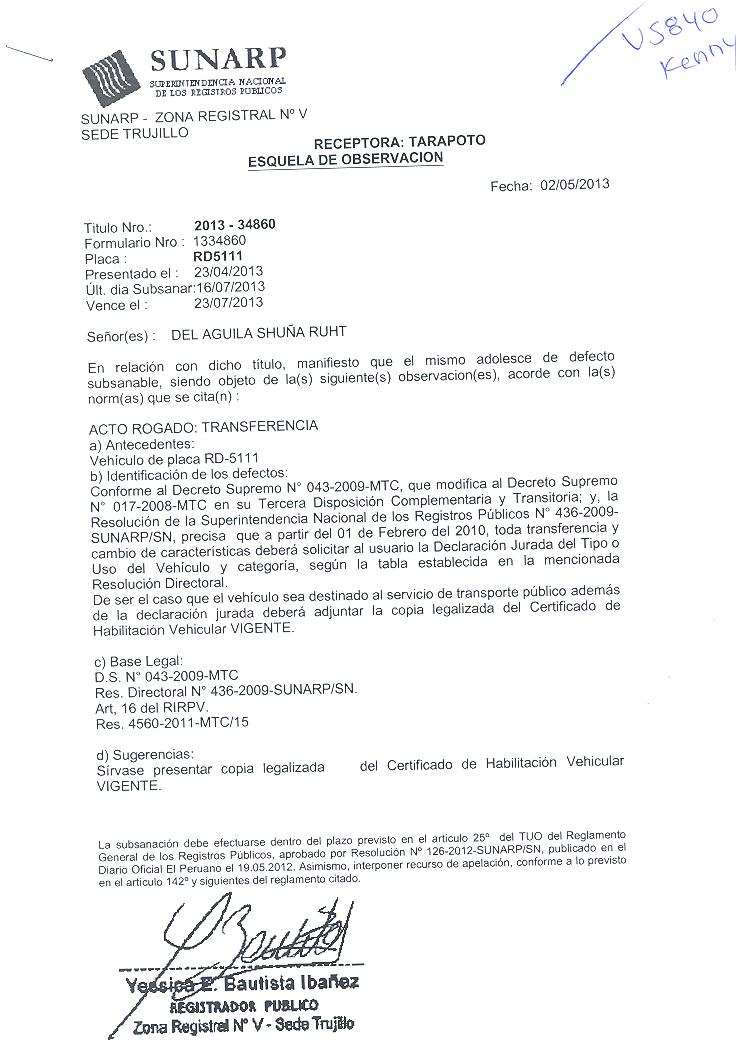 V5840
Kenny
SUNARP
SUPERINTENDENCIA NACIONAL
DE LOS REGISTROS PUBLICOS
SUNARP - ZONA REGISTRAL Nº V
SEDE TRUJILLO
RECEPTORA: TARAPOTO
ESQUELA DE OBSERVACION
Fecha: 02/05/2013
Titulo Nro.: 2013 - 34860
Formulario Nro : 1334860
Placa : RD5111
Presentado el : 23/04/2013
Últ. dia Subsanar:16/07/2013
Vence el : 23/07/2013
Señor(es) : DEL AGUILA SHUÑA RUHT
En relación con dicho título, manifiesto que el mismo adolesce de defecto
subsanable, siendo objeto de la(s) siguiente(s) observacion(es), acorde con la(s)
norm(as) que se cita(n) :
ACTO ROGADO: TRANSFERENCIA
a) Antecedentes:
Vehículo de placa RD-5111
b) Identificación de los defectos:
Conforme al Decreto Supremo N° 043-2009-MTC, que modifica al Decreto Supremo
N° 017-2008-MTC en su Tercera Disposición Complementaria y Transitoria; y, la
Resolución de la Superintendencia Nacional de los Registros Públicos N° 436-2009-
SUNARP/SN, precisa que a partir del 01 de Febrero del 2010, toda transferencia y
cambio de características deberá solicitar al usuario la Declaración Jurada del Tipo o
Uso del Vehículo y categoría, según la tabla establecida en la mencionada
Resolución Directoral.
De ser el caso que el vehículo sea destinado al servicio de transporte público además
de la declaración jurada deberá adjuntar la copia legalizada del Certificado de
Habilitación Vehicular VIGENTE.
c) Base Legal:
D.S. N° 043-2009-MTC
Res. Directoral N° 436-2009-SUNARP/SN.
Art, 16 del RIRPV.
Res. 4560-2011-MTC/15
d) Sugerencias:
Sírvase presentar copia legalizada del Certificado de Habilitación Vehicular
VIGENTE.
La subsanación debe efectuarse dentro del plazo previsto en el articulo 25º del TUO del Reglamento
General de los Registros Públicos, aprobado por Resolución Nº 126-2012-SUNARP/SN, publicado en el
Diario Oficial El Peruano el 19.05.2012. Asimismo, interponer recurso de apelación, conforme a lo previsto
en el artículo 142º y siguientes del reglamento citado.
Yessica E. Bautista Ibañez
REGISTRADOR PUBLICO
Zona Registral Nº V - Sede Trujillo